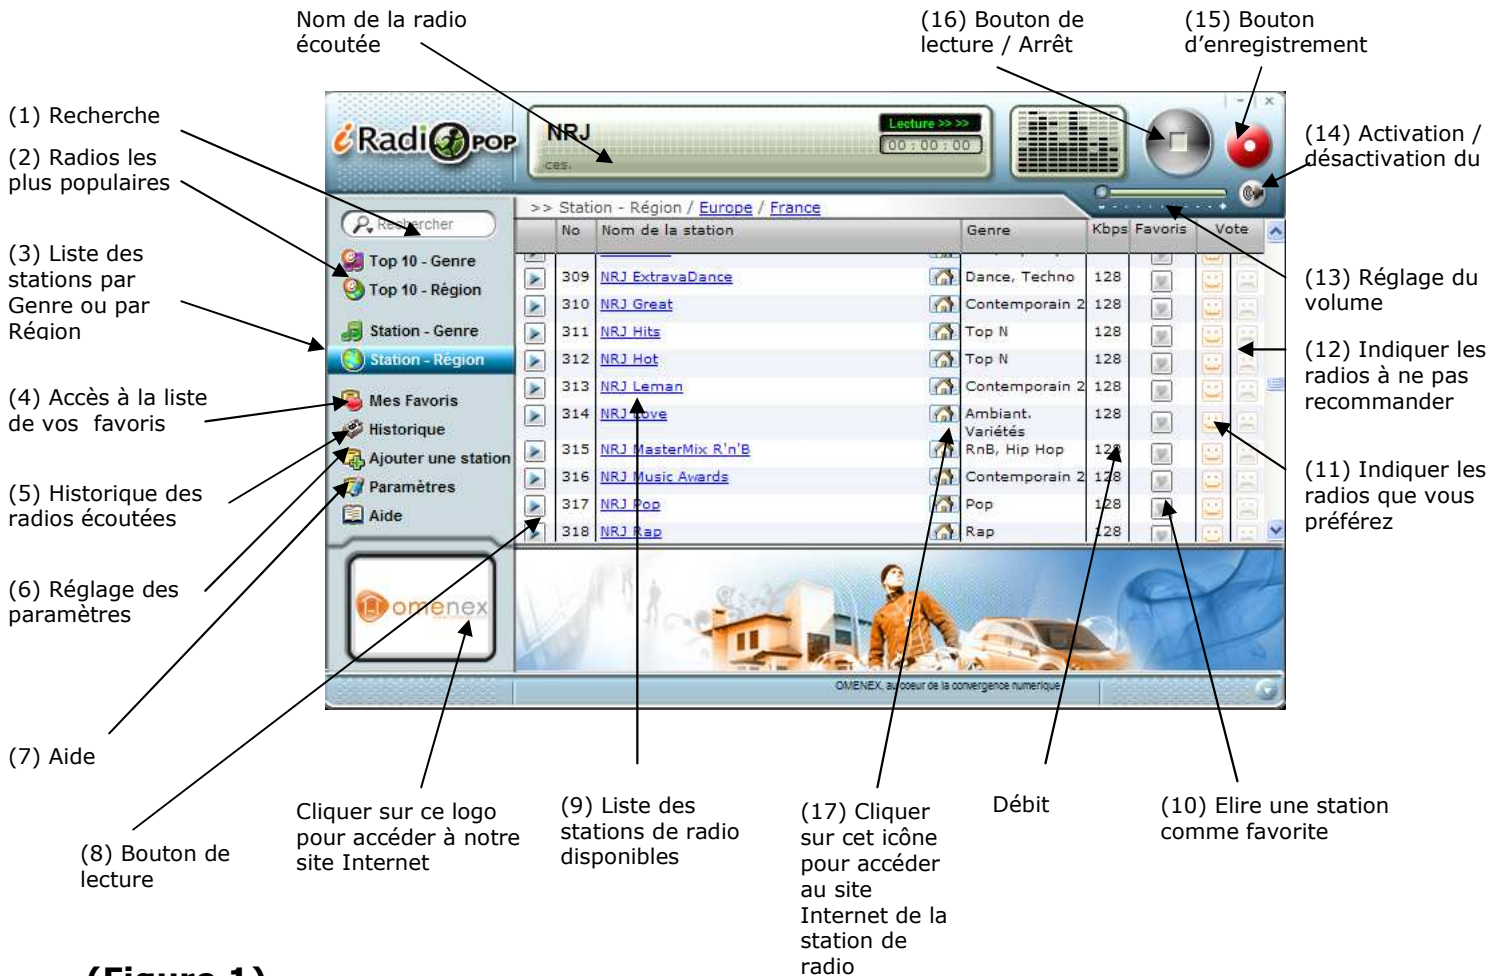 Nom de la radio
écoutée
(16) Bouton de
lecture / Arrêt
(15) Bouton
d’enregistrement
(1) Recherche
(2) Radios les
plus populaires
(3) Liste des
stations par
Genre ou par
Région
(4) Accès à la liste
de vos favoris
(5) Historique des
radios écoutées
(6) Réglage des
paramètres
(7) Aide
(8) Bouton de
lecture
iRadiOPOP
NRJ
ces.
Lecture >> >>
00 : 00 : 00
(14) Activation /
désactivation du
(13) Réglage du
volume
(12) Indiquer les
radios à ne pas
recommander
(11) Indiquer les
radios que vous
préférez
Rechercher
Top 10 - Genre
Top 10 - Région
Station - Genre
Station - Région
Mes Favoris
Historique
Ajouter une station
Paramètres
Aide
>> Station - Région / Europe / France
No Nom de la station Genre Kbps Favoris Vote
309 NRJ ExtravaDance Dance, Techno 128
310 NRJ Great Contemporain 2 128
311 NRJ Hits Top N 128
312 NRJ Hot Top N 128
313 NRJ Leman Contemporain 2 128
314 NRJ Love Ambiant. 128
Variétés
315 NRJ MasterMix R'n'B RnB, Hip Hop 128
316 NRJ Music Awards Contemporain 2 128
317 NRJ Pop Pop 128
318 NRJ Rap Rap 128
omenex
OMENEX, au coeur de la convergence numerique
Cliquer sur ce logo
pour accéder à notre
site Internet
(9) Liste des
stations de radio
disponibles
(17) Cliquer
sur cet icône
pour accéder
au site
Internet de la
station de
radio
Débit
(10) Elire une station
comme favorite
(Figure 1)